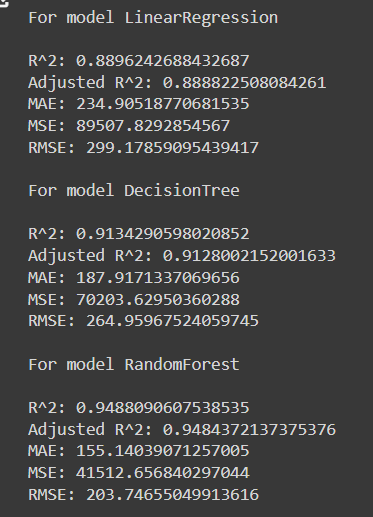 For model LinearRegression
R^2: 0.8896242688432687
Adjusted R^2: 0.888822508084261
MAE: 234.90518770681535
MSE: 89507.8292854567
RMSE: 299.17859095439417
For model DecisionTree
R^2: 0.9134290598020852
Adjusted R^2: 0.9128002152001633
MAE: 187.9171337069656
MSE: 70203.62950360288
RMSE: 264.95967524059745
For model RandomForest
R^2: 0.9488090607538535
Adjusted R^2: 0.9484372137375376
MAE: 155.14039071257005
MSE: 41512.656840297044
RMSE: 203.74655049913616